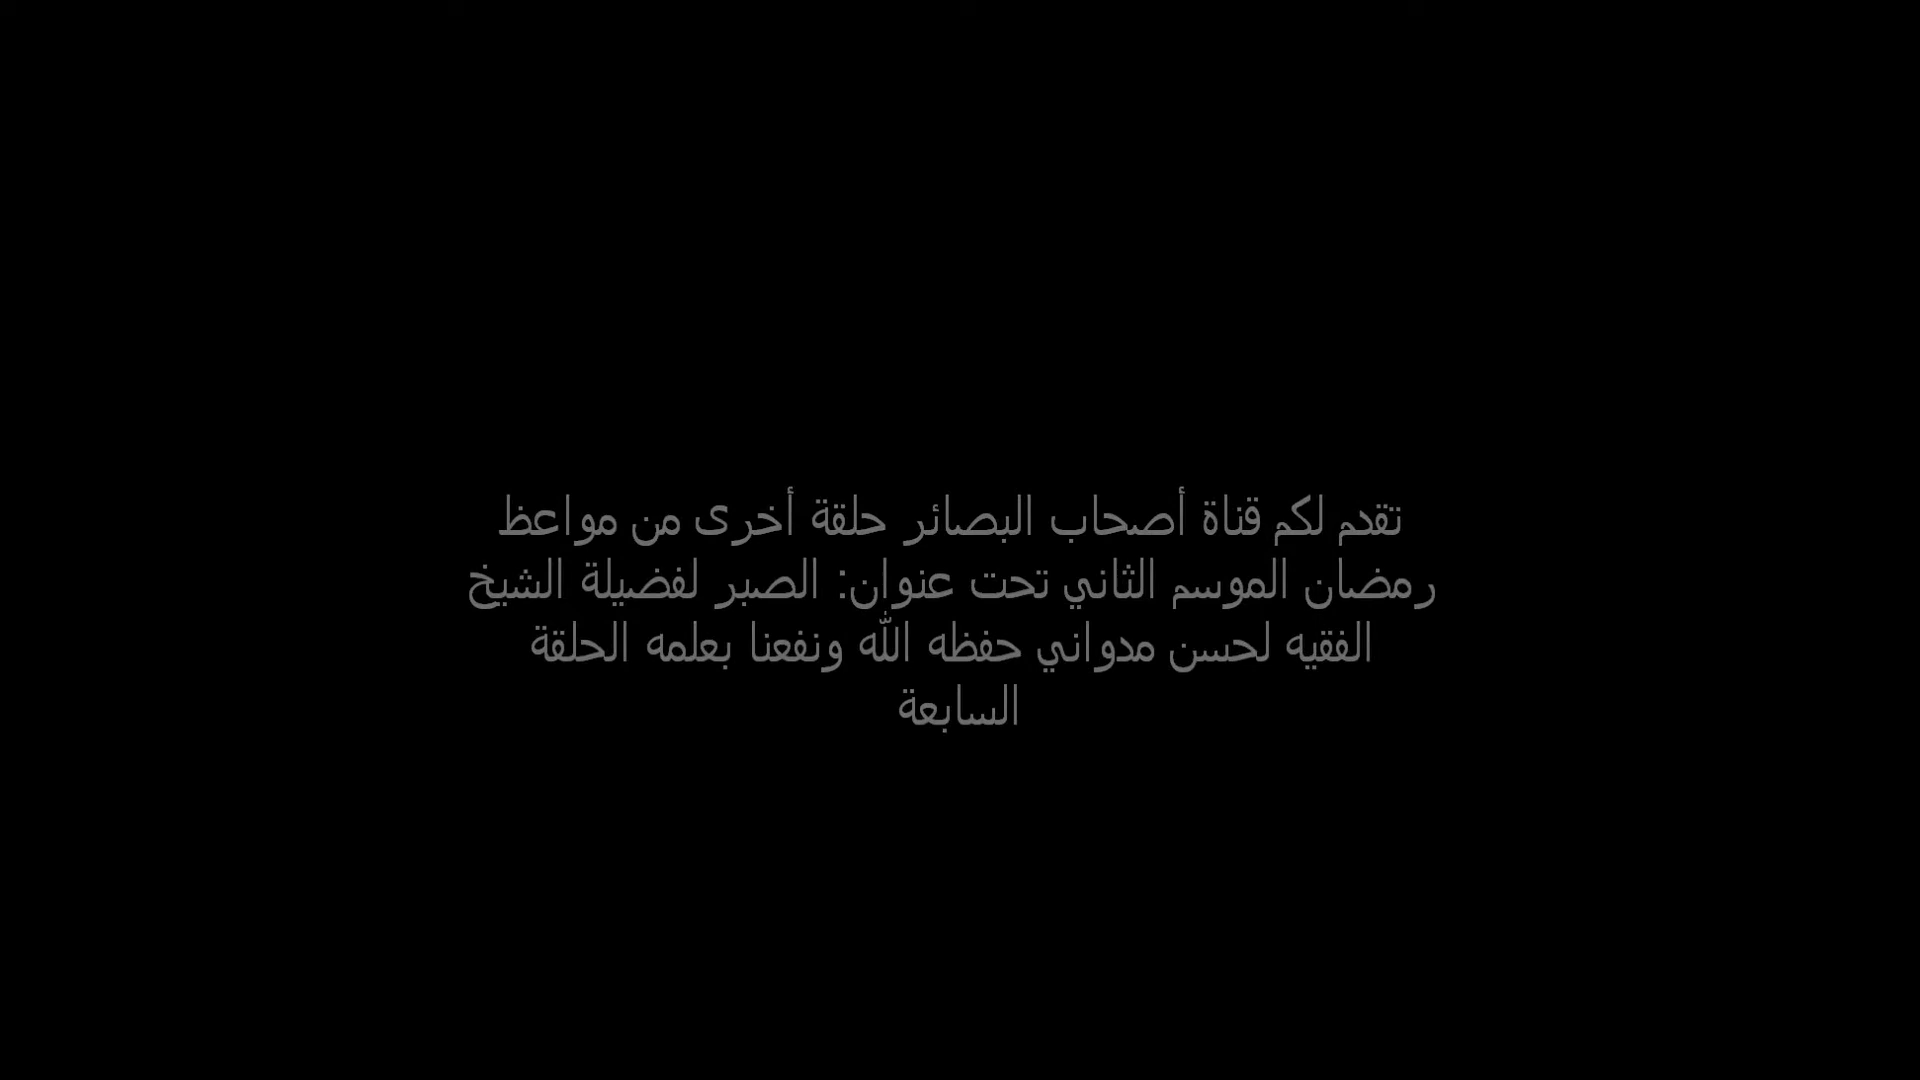 تقدم لكم قناة أصحاب البصائر حلقة أخرى من مواعظ
رمضان الموسم الثاني تحت عنوان: الصبر لفضيلة الشيخ
الفقيه لحسن مدواني حفظه الله ونفعنا بعلمه الحلقة
السابعة